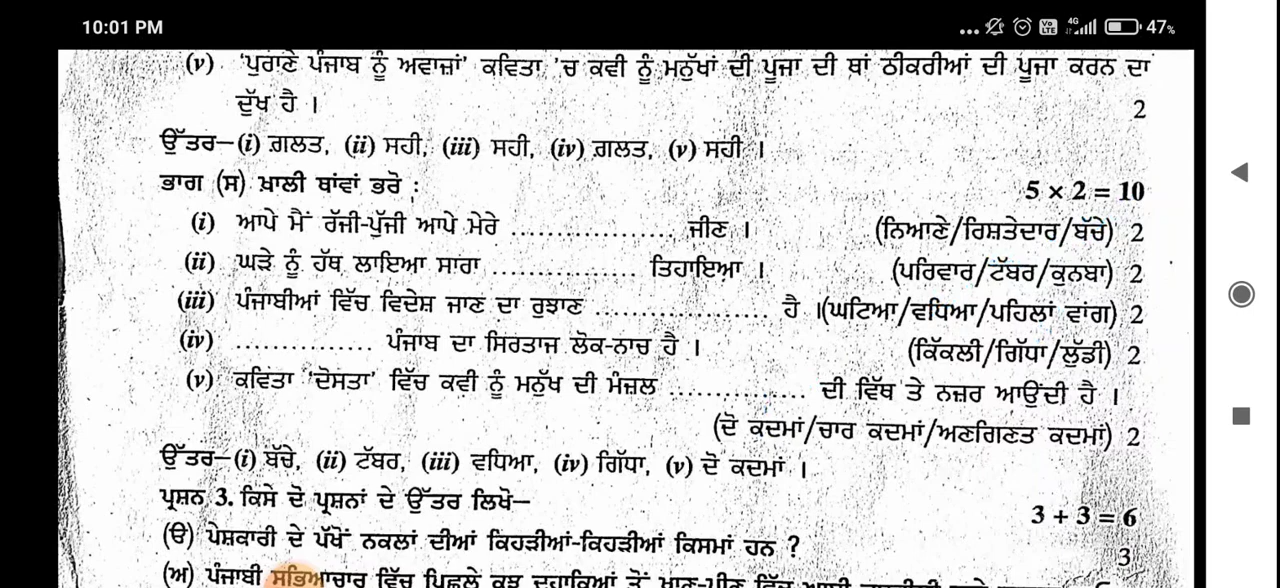 10:01 PM ... 4G Vo LTE 47%
(v) 'ਪੁਰਾਣੇ ਪੰਜਾਬ ਨੂੰ ਅਵਾਜ਼ਾਂ' ਕਵਿਤਾ 'ਚ ਕਵੀ ਨੂੰ ਮਨੁੱਖਾਂ ਦੀ ਪੂਜਾ ਦੀ ਥਾਂ ਠੀਕਰੀਆਂ ਦੀ ਪੂਜਾ ਕਰਨ ਦਾ
ਦੁੱਖ ਹੈ । 2
ਉੱਤਰ–(i) ਗ਼ਲਤ, (ii) ਸਹੀ, (iii) ਸਹੀ, (iv) ਗ਼ਲਤ, (v) ਸਹੀ ।
ਭਾਗ (ਸ) ਖ਼ਾਲੀ ਥਾਂਵਾਂ ਭਰੋ : 5 × 2 = 10
(i) ਆਪੇ ਮੈਂ ਰੱਜੀ-ਪੁੱਜੀ ਆਪੇ ਮੇਰੇ .................. ਜੀਣ । (ਨਿਆਣੇ/ਰਿਸ਼ਤੇਦਾਰ/ਬੱਚੇ) 2
(ii) ਘੜੇ ਨੂੰ ਹੱਥ ਲਾਇਆ ਸਾਰਾ ................ ਤਿਹਾਇਆ । (ਪਰਿਵਾਰ/ਟੱਬਰ/ਕੁਨਬਾ) 2
(iii) ਪੰਜਾਬੀਆਂ ਵਿੱਚ ਵਿਦੇਸ਼ ਜਾਣ ਦਾ ਰੁਝਾਣ ................... ਹੈ ।(ਘਟਿਆ/ਵਧਿਆ/ਪਹਿਲਾਂ ਵਾਂਗ) 2
(iv) ............... ਪੰਜਾਬ ਦਾ ਸਿਰਤਾਜ ਲੋਕ-ਨਾਚ ਹੈ । (ਕਿੱਕਲੀ/ਗਿੱਧਾ/ਲੁੱਡੀ) 2
(v) ਕਵਿਤਾ 'ਦੋਸਤਾ' ਵਿੱਚ ਕਵੀ ਨੂੰ ਮਨੁੱਖ ਦੀ ਮੰਜ਼ਲ ............... ਦੀ ਵਿੱਥ ਤੇ ਨਜ਼ਰ ਆਉਂਦੀ ਹੈ ।
(ਦੋ ਕਦਮਾਂ/ਚਾਰ ਕਦਮਾਂ/ਅਣਗਿਣਤ ਕਦਮਾਂ) 2
ਉੱਤਰ–(i) ਬੱਚੇ, (ii) ਟੱਬਰ, (iii) ਵਧਿਆ, (iv) ਗਿੱਧਾ, (v) ਦੋ ਕਦਮਾਂ ।
ਪ੍ਰਸ਼ਨ 3. ਕਿਸੇ ਦੋ ਪ੍ਰਸ਼ਨਾਂ ਦੇ ਉੱਤਰ ਲਿਖੋ– 3 + 3 = 6
(ੳ) ਪੇਸ਼ਕਾਰੀ ਦੇ ਪੱਖੋਂ ਨਕਲਾਂ ਦੀਆਂ ਕਿਹੜੀਆਂ-ਕਿਹੜੀਆਂ ਕਿਸਮਾਂ ਹਨ ? 3
(ਅ) ਪੰਜਾਬੀ ਸਭਿਆਚਾਰ ਵਿੱਚ ਪਿਛਲੇ ਕੁਝ ਦਹਾਕਿਆਂ ਤੋਂ ਖਾਣ-ਪੀਣ ਵਿੱਚ